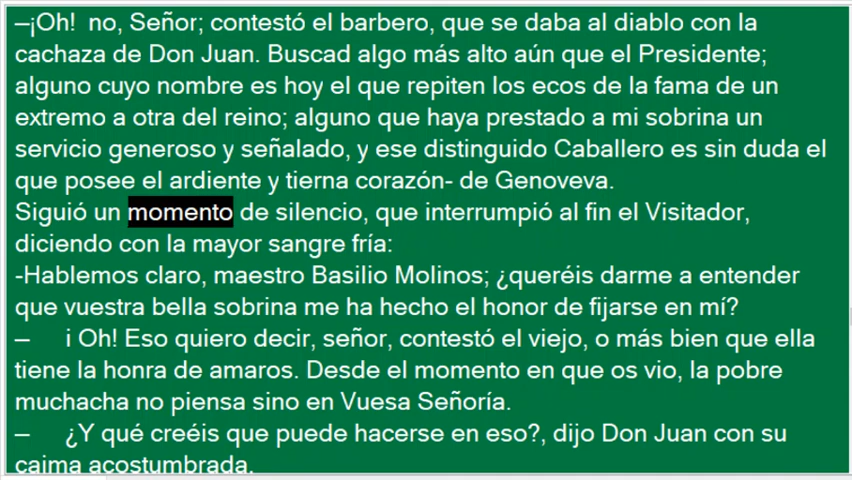 –¡Oh! no, Señor; contestó el barbero, que se daba al diablo con la
cachaza de Don Juan. Buscad algo más alto aún que el Presidente;
alguno cuyo nombre es hoy el que repiten los ecos de la fama de un
extremo a otra del reino; alguno que haya prestado a mi sobrina un
servicio generoso y señalado, y ese distinguido Caballero es sin duda el
que posee el ardiente y tierna corazón- de Genoveva.
Siguió un momento de silencio, que interrumpió al fin el Visitador,
diciendo con la mayor sangre fría:
-Hablemos claro, maestro Basilio Molinos; ¿queréis darme a entender
que vuestra bella sobrina me ha hecho el honor de fijarse en mí?
– i Oh! Eso quiero decir, señor, contestó el viejo, o más bien que ella
tiene la honra de amaros. Desde el momento en que os vio, la pobre
muchacha no piensa sino en Vuesa Señoría.
– ¿Y qué creéis que puede hacerse en eso?, dijo Don Juan con su
caima acostumbrada.